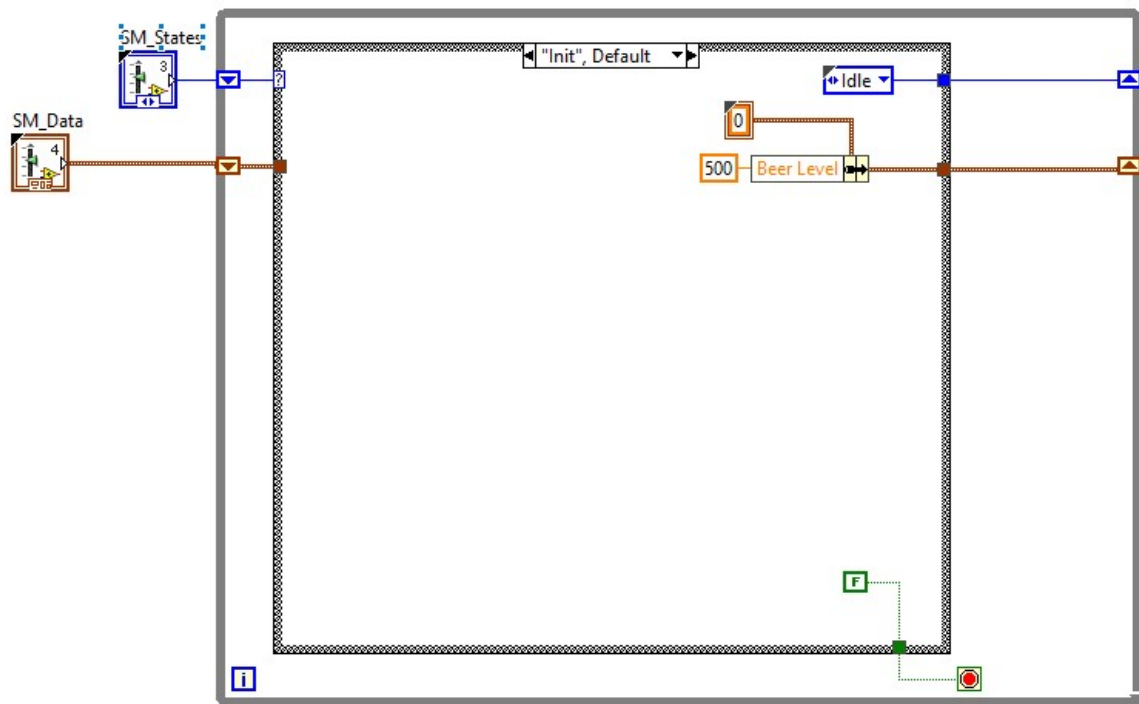 SM_States
3
SM_Data
4
?
"Init", Default
Idle
0
500 Beer Level
F
i